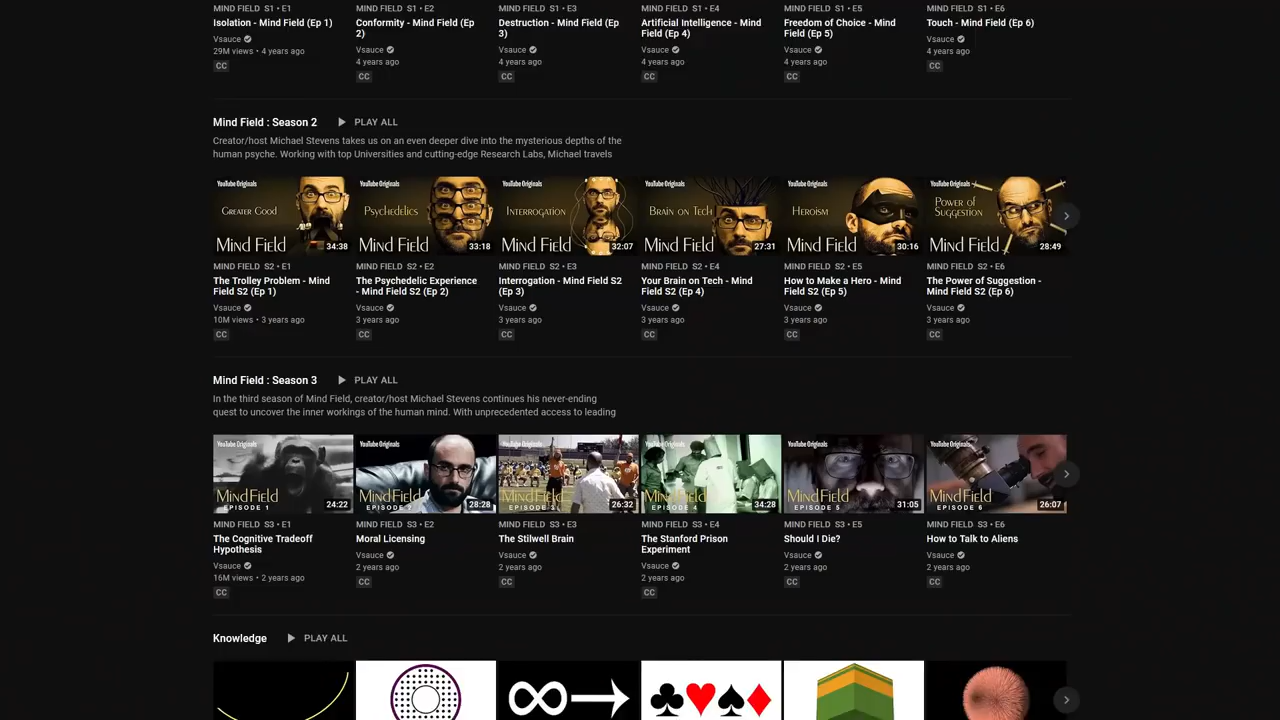 MIND FIELD S1 • E1
MIND FIELD S1 • E2
MIND FIELD S1 • E3
MIND FIELD S1 • E4
MIND FIELD S1 • E5
MIND FIELD S1 • E6
Isolation - Mind Field (Ep 1)
Vsauce
29M views • 4 years ago
CC
Conformity - Mind Field (Ep
2)
Vsauce
4 years ago
CC
Destruction - Mind Field (Ep
3)
Vsauce
4 years ago
CC
Artificial Intelligence - Mind
Field (Ep 4)
Vsauce
4 years ago
CC
Freedom of Choice - Mind
Field (Ep 5)
Vsauce
4 years ago
CC
Touch - Mind Field (Ep 6)
Vsauce
4 years ago
CC
Mind Field : Season 2 PLAY ALL
Creator/host Michael Stevens takes us on an even deeper dive into the mysterious depths of the
human psyche. Working with top Universities and cutting-edge Research Labs, Michael travels
YouTube Originals
GREATER GOOD
MIND FIELD
34:38
MIND FIELD S2 • E1
The Trolley Problem - Mind
Field S2 (Ep 1)
Vsauce
10M views • 3 years ago
CC
YouTube Originals
PSYCHEDELICS
MIND FIELD
33:18
MIND FIELD S2 • E2
The Psychedelic Experience
- Mind Field S2 (Ep 2)
Vsauce
3 years ago
CC
YouTube Originals
INTERROGATION
MIND FIELD
32:07
MIND FIELD S2 • E3
Interrogation - Mind Field S2
(Ep 3)
Vsauce
3 years ago
CC
YouTube Originals
BRAIN ON TECH
MIND FIELD
27:31
MIND FIELD S2 • E4
Your Brain on Tech - Mind
Field S2 (Ep 4)
Vsauce
3 years ago
CC
YouTube Originals
HEROISM
MIND FIELD
30:16
MIND FIELD S2 • E5
How to Make a Hero - Mind
Field S2 (Ep 5)
Vsauce
3 years ago
CC
YouTube Originals
POWER OF
SUGGESTION
MIND FIELD
28:49
MIND FIELD S2 • E6
The Power of Suggestion -
Mind Field S2 (Ep 6)
Vsauce
3 years ago
CC
Mind Field : Season 3 PLAY ALL
In the third season of Mind Field, creator/host Michael Stevens continues his never-ending
quest to uncover the inner workings of the human mind. With unprecedented access to leading
YouTube Originals
MIND FIELD
EPISODE 1
24:22
MIND FIELD S3 • E1
The Cognitive Tradeoff
Hypothesis
Vsauce
16M views • 2 years ago
CC
YouTube Originals
MIND FIELD
EPISODE 2
28:28
MIND FIELD S3 • E2
Moral Licensing
Vsauce
2 years ago
CC
YouTube Originals
MIND FIELD
EPISODE 3
26:32
MIND FIELD S3 • E3
The Stilwell Brain
Vsauce
2 years ago
CC
YouTube Originals
MIND FIELD
EPISODE 4
34:28
MIND FIELD S3 • E4
The Stanford Prison
Experiment
Vsauce
2 years ago
CC
YouTube Originals
MIND FIELD
EPISODE 5
31:05
MIND FIELD S3 • E5
Should I Die?
Vsauce
2 years ago
CC
YouTube Originals
MIND FIELD
EPISODE 6
26:07
MIND FIELD S3 • E6
How to Talk to Aliens
Vsauce
2 years ago
CC
Knowledge PLAY ALL